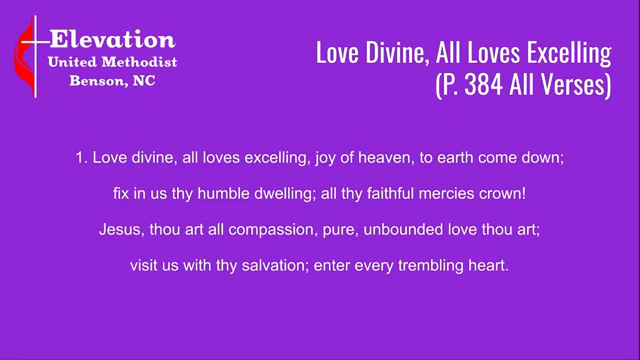 Elevation
United Methodist
Benson, NC
Love Divine, All Loves Excelling
(P. 384 All Verses)
1. Love divine, all loves excelling, joy of heaven, to earth come down;
fix in us thy humble dwelling; all thy faithful mercies crown!
Jesus, thou art all compassion, pure, unbounded love thou art;
visit us with thy salvation; enter every trembling heart.